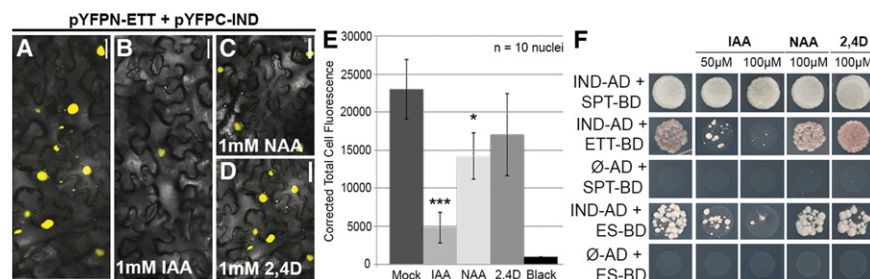 pYFPN-ETT + pYFPC-IND
A
B
1mM IAA
C
1mM NAA
D
1mM 2,4D
E
n = 10 nuclei
Corrected Total Cell Fluorescence
30000
25000
20000
15000
10000
5000
0
***
*
Mock IAA NAA 2,4D Black
F
IAA NAA 2,4D
50µM 100µM 100µM 100µM
IND-AD +
SPT-BD
IND-AD +
ETT-BD
Ø-AD +
SPT-BD
IND-AD +
ES-BD
Ø-AD +
ES-BD